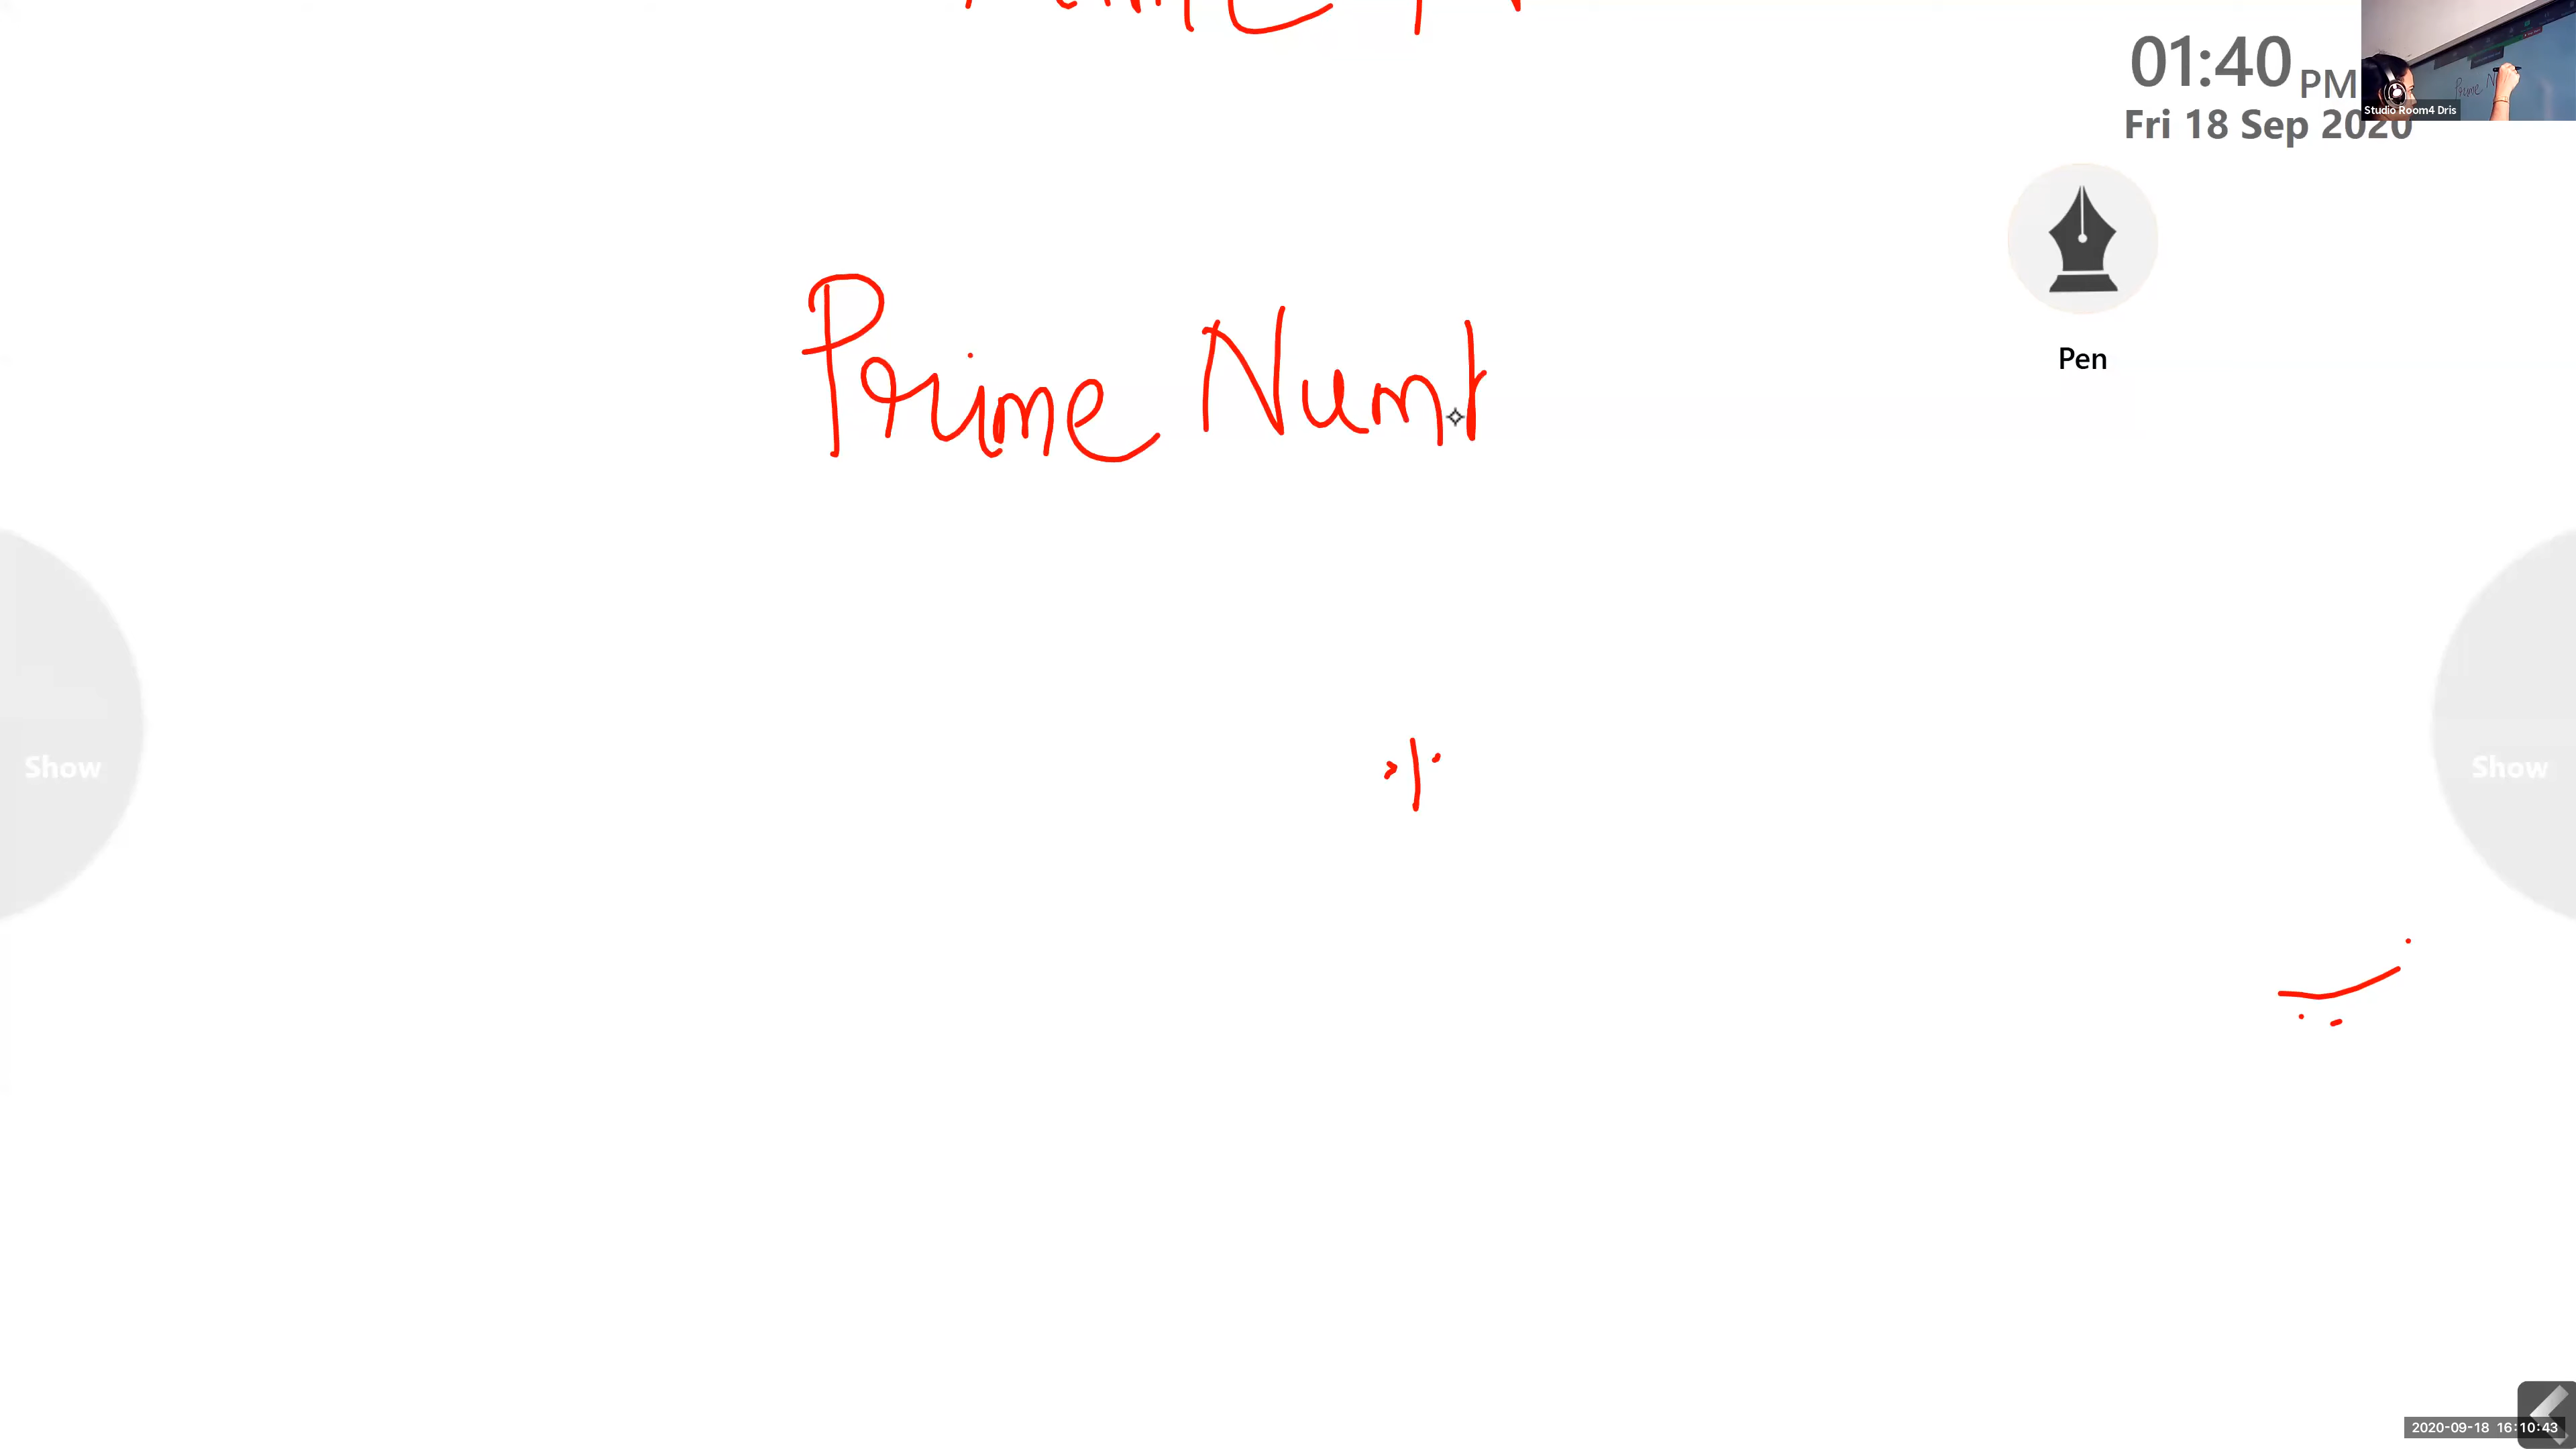 01:40 PM
Studio Room4 Dris
Fri 18 Sep 2020
Pen
Prime Num
Show
Show
2020-09-18 16:10:43